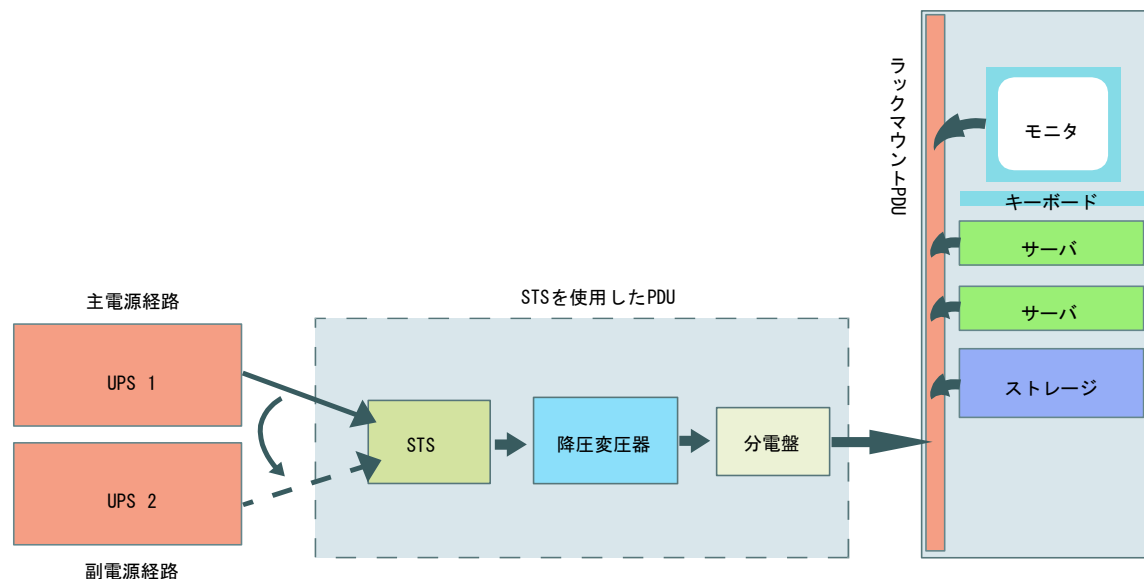 主電源経路
UPS 1
UPS 2
副電源経路
STSを使用したPDU
STS
降圧変圧器
分電盤
ラックマウントPDU
モニタ
キーボード
サーバ
サーバ
ストレージ